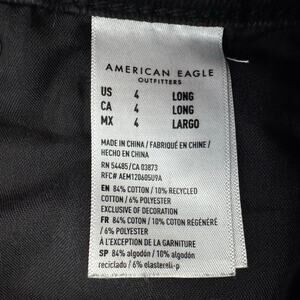 AMERICAN EAGLE
OUTFITTERS
US 4 LONG
CA 4 LONG
MX 4 LARGO
MADE IN CHINA / FABRIQUÉ EN CHINE /
HECHO EN CHINA
RN 54485/CA 03873
RFC# AEM120605U9A
EN 84% COTTON / 10% RECYCLED
COTTON / 6% POLYESTER
EXCLUSIVE OF DECORATION
FR 84% COTON / 10% COTON RÉGÉNÉRÉ
/ 6% POLYESTER
À L'EXCEPTION DE LA GARNITURE
SP 84% algodón / 10% algodón
reciclado / 6% elastereli-p